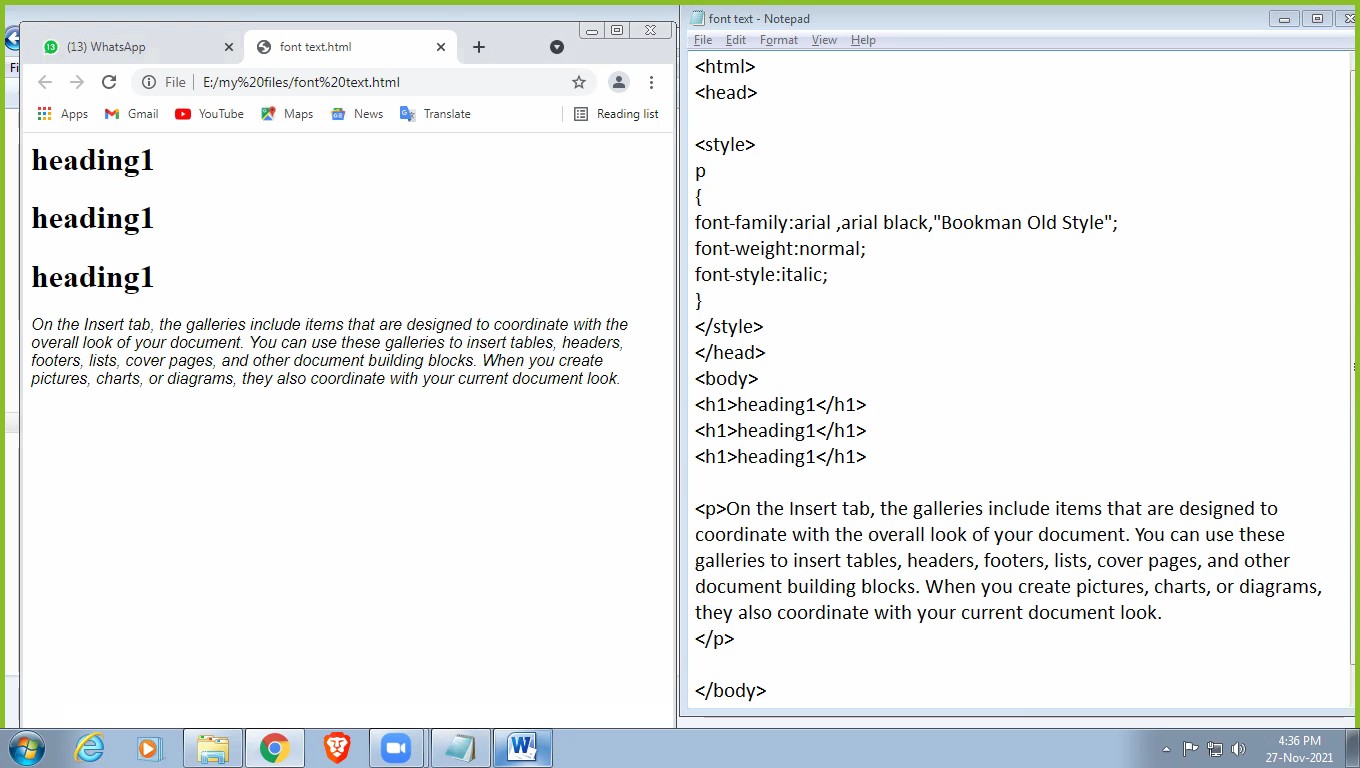 (13) WhatsApp
font text.html
File
E:/my%20files/font%20text.html
Apps
Gmail
YouTube
Maps
News
Translate
Reading list
heading1
heading1
heading1
On the Insert tab, the galleries include items that are designed to coordinate with the
overall look of your document. You can use these galleries to insert tables, headers,
footers, lists, cover pages, and other document building blocks. When you create
pictures, charts, or diagrams, they also coordinate with your current document look.
font text - Notepad
File Edit Format View Help
<html>
<head>
<style>
p
{
font-family:arial ,arial black,"Bookman Old Style";
font-weight:normal;
font-style:italic;
}
</style>
</head>
<body>
<h1>heading1</h1>
<h1>heading1</h1>
<h1>heading1</h1>
<p>On the Insert tab, the galleries include items that are designed to
coordinate with the overall look of your document. You can use these
galleries to insert tables, headers, footers, lists, cover pages, and other
document building blocks. When you create pictures, charts, or diagrams,
they also coordinate with your current document look.
</p>
</body>
4:36 PM
27-Nov-2021